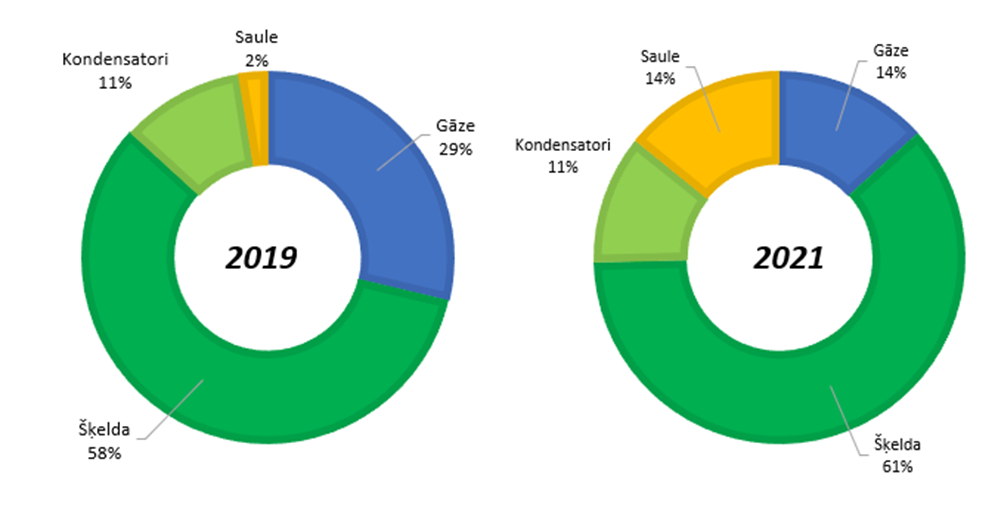 Saule
2%
Kondensatori
11%
Gāze
29%
2019
Šķelda
58%
Saule
14%
Gāze
14%
Kondensatori
11%
2021
Šķelda
61%